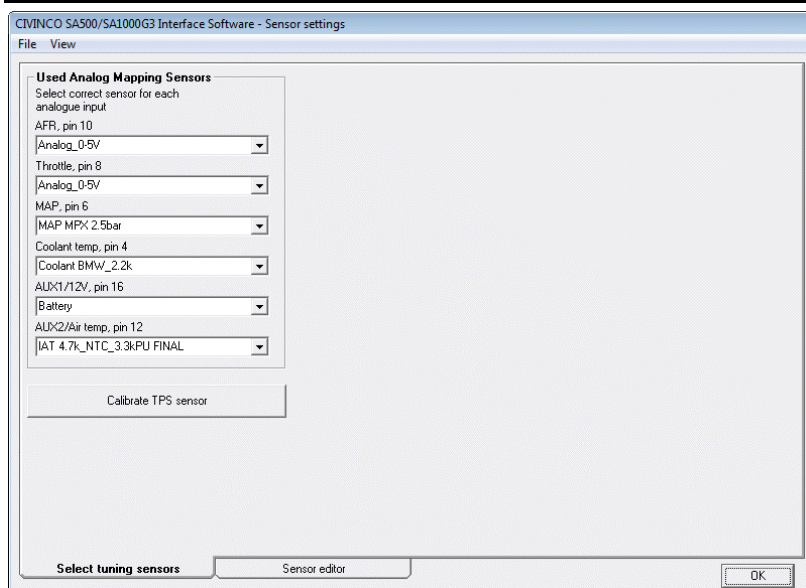 CIVINCO SA500/SA1000G3 Interface Software - Sensor settings
File View
Used Analog Mapping Sensors
Select correct sensor for each
analogue input
AFR, pin 10
Analog_0-5V
Throttle, pin 8
Analog_0-5V
MAP, pin 6
MAP MPX 2.5bar
Coolant temp, pin 4
Coolant BMW_2.2k
AUX1/12V, pin 16
Battery
AUX2/Air temp, pin 12
IAT 4.7k_NTC_3.3kPU FINAL
Calibrate TPS sensor
Select tuning sensors
Sensor editor
OK